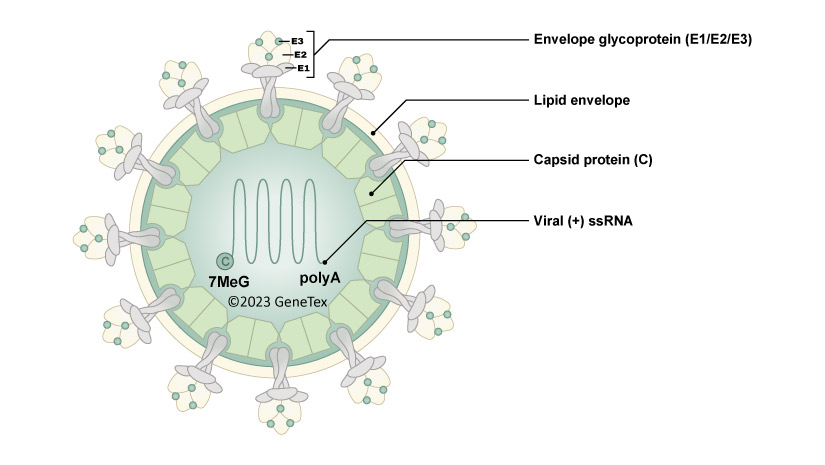 E3
E2
E1
Envelope glycoprotein (E1/E2/E3)
Lipid envelope
Capsid protein (C)
Viral (+) ssRNA
C
7MeG
polyA
©2023 GeneTex